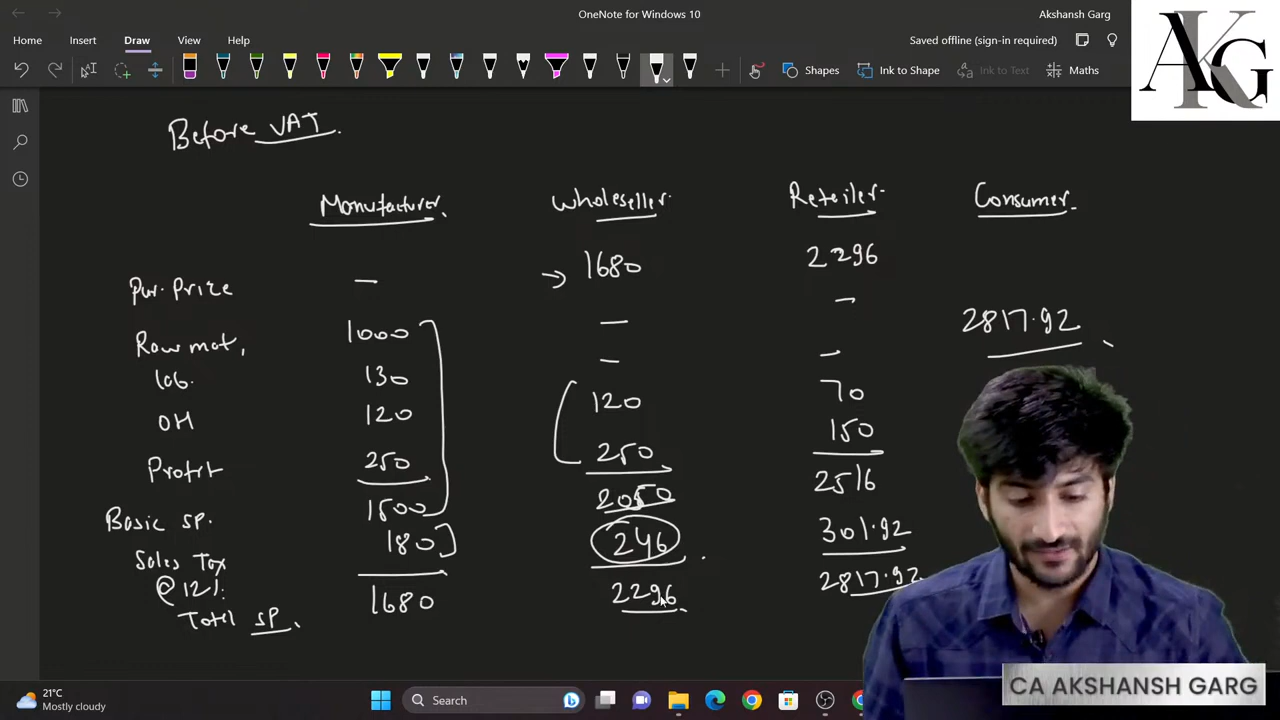 OneNote for Windows 10
Akshansh Garg
Home Insert Draw View Help
Saved offline (sign-in required)
Shapes Ink to Shape Ink to Text Maths
AKG
Before VAT
Manufacturer. Wholeseller. Retailer. Consumer.
Pur. Price — → 1680 2296
Raw mat, 1000 — — 2817.92
lab. 130 — —
OH 120 120 70
Profit 250 250 150
Basic SP. 1500 2050 2516
Sales Tax 180 246 301.92
@ 12%.
Total SP. 1680 2296 2817.92
21°C
Mostly cloudy
Search
CA AKSHANSH GARG